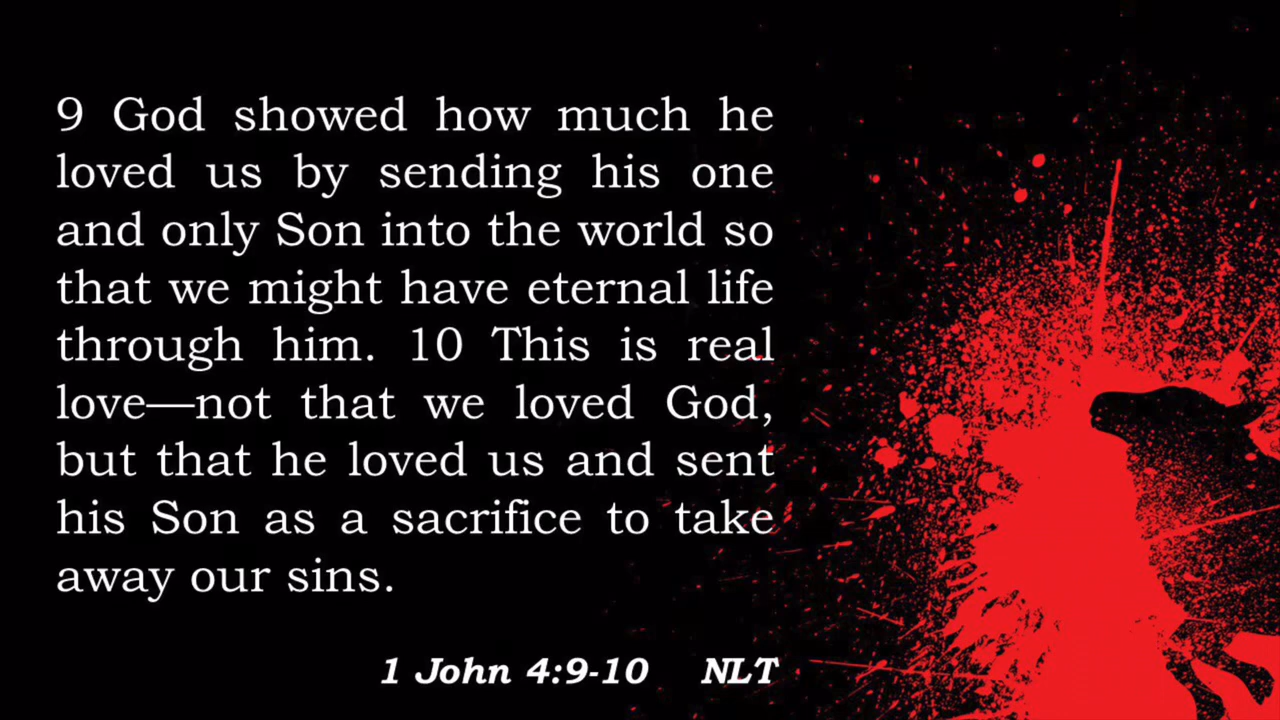 9 God showed how much he
loved us by sending his one
and only Son into the world so
that we might have eternal life
through him. 10 This is real
love—not that we loved God,
but that he loved us and sent
his Son as a sacrifice to take
away our sins.
1 John 4:9-10 NLT